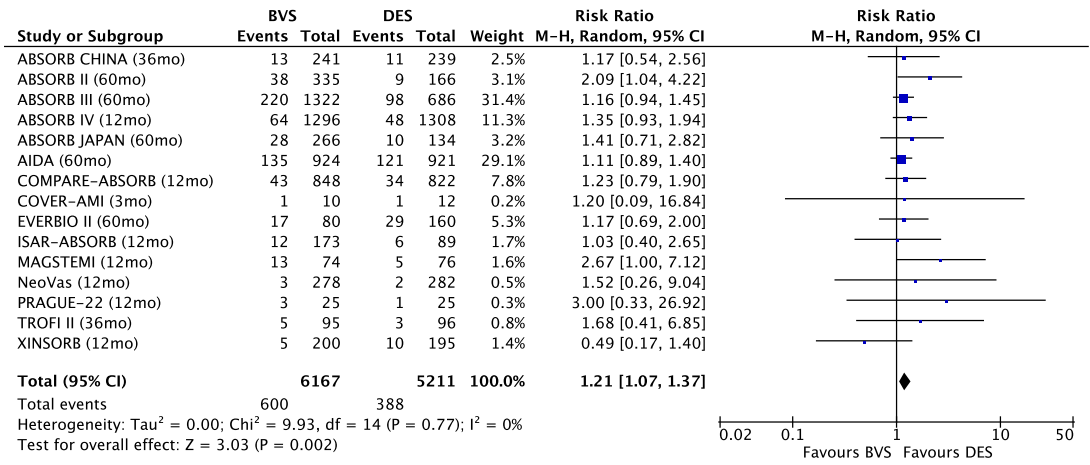 BVS DES Risk Ratio Risk Ratio
Study or Subgroup Events Total Events Total Weight M-H, Random, 95% CI M-H, Random, 95% CI
ABSORB CHINA (36mo) 13 241 11 239 2.5% 1.17 [0.54, 2.56]
ABSORB II (60mo) 38 335 9 166 3.1% 2.09 [1.04, 4.22]
ABSORB III (60mo) 220 1322 98 686 31.4% 1.16 [0.94, 1.45]
ABSORB IV (12mo) 64 1296 48 1308 11.3% 1.35 [0.93, 1.94]
ABSORB JAPAN (60mo) 28 266 10 134 3.2% 1.41 [0.71, 2.82]
AIDA (60mo) 135 924 121 921 29.1% 1.11 [0.89, 1.40]
COMPARE-ABSORB (12mo) 43 848 34 822 7.8% 1.23 [0.79, 1.90]
COVER-AMI (3mo) 1 10 1 12 0.2% 1.20 [0.09, 16.84]
EVERBIO II (60mo) 17 80 29 160 5.3% 1.17 [0.69, 2.00]
ISAR-ABSORB (12mo) 12 173 6 89 1.7% 1.03 [0.40, 2.65]
MAGSTEMI (12mo) 13 74 5 76 1.6% 2.67 [1.00, 7.12]
NeoVas (12mo) 3 278 2 282 0.5% 1.52 [0.26, 9.04]
PRAGUE-22 (12mo) 3 25 1 25 0.3% 3.00 [0.33, 26.92]
TROFI II (36mo) 5 95 3 96 0.8% 1.68 [0.41, 6.85]
XINSORB (12mo) 5 200 10 195 1.4% 0.49 [0.17, 1.40]
Total (95% CI) 6167 5211 100.0% 1.21 [1.07, 1.37]
Total events 600 388
Heterogeneity: Tau² = 0.00; Chi² = 9.93, df = 14 (P = 0.77); I² = 0%
Test for overall effect: Z = 3.03 (P = 0.002)
0.02 0.1 1 10 50
Favours BVS Favours DES